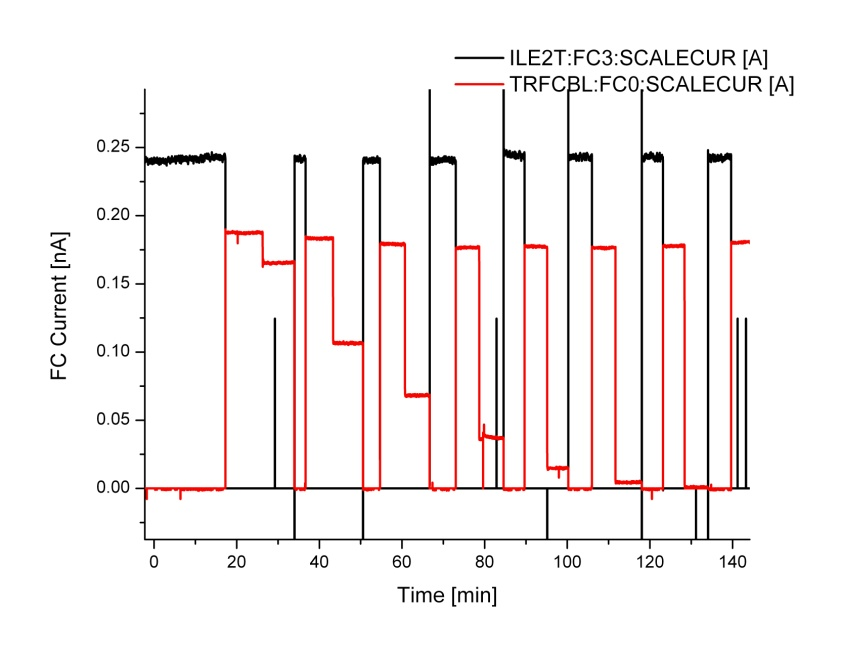 ILE2T:FC3:SCALECUR [A]
TRFCBL:FC0:SCALECUR [A]
0.25
0.20
0.15
0.10
0.05
0.00
FC Current [nA]
0 20 40 60 80 100 120 140
Time [min]